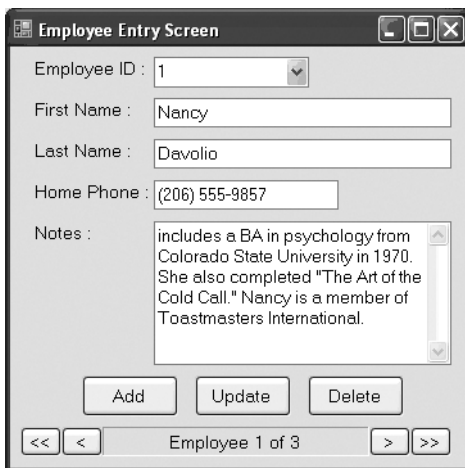 Employee Entry Screen
Employee ID : 1
First Name : Nancy
Last Name : Davolio
Home Phone : (206) 555-9857
Notes : includes a BA in psychology from
Colorado State University in 1970.
She also completed "The Art of the
Cold Call." Nancy is a member of
Toastmasters International.
Add Update Delete
<< < Employee 1 of 3 > >>